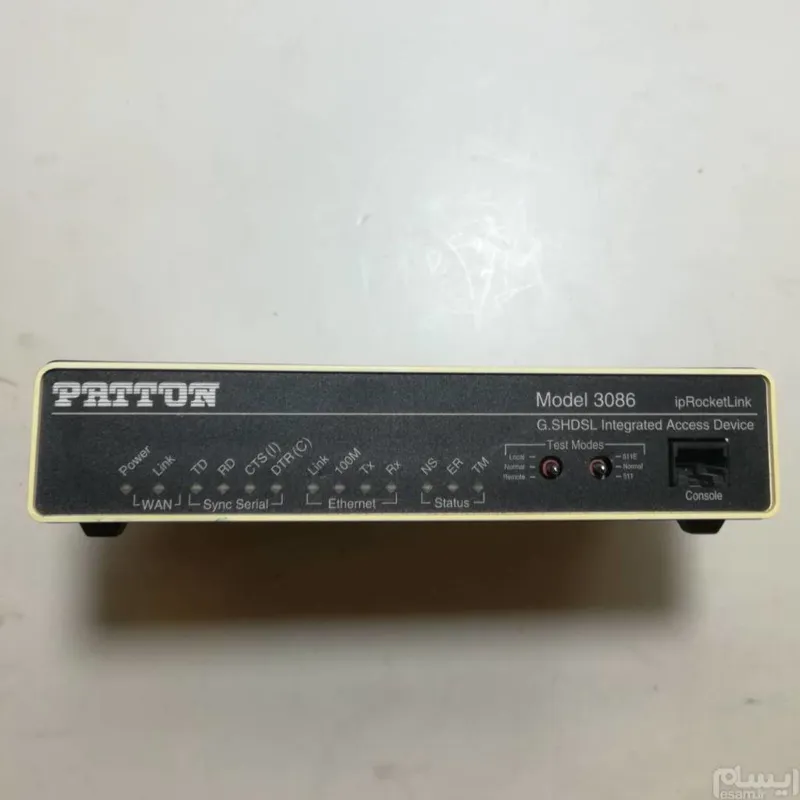 PATTON
Model 3086 ipRocketLink
G.SHDSL Integrated Access Device
Test Modes
Local 511E
Normal Normal
Remote 511
Power Link TD RD CTS(I) DTR(C) Link 100M Tx Rx NS ER TM
WAN Sync Serial Ethernet Status
Console
ایسام
esam.ir